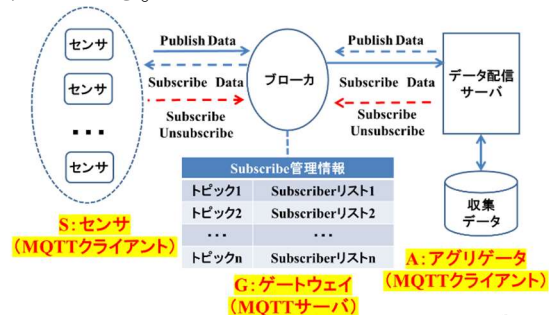 センサ
センサ
・・・
センサ
Publish Data
Subscribe Data
Subscribe
Unsubscribe
ブローカ
Publish Data
Subscribe Data
Subscribe
Unsubscribe
データ配信
サーバ
収集
データ
Subscribe管理情報
トピック1 Subscriberリスト1
トピック2 Subscriberリスト2
・・・ ・・・
トピックn Subscriberリストn
S:センサ
(MQTTクライアント)
G:ゲートウェイ
(MQTTサーバ)
A:アグリゲータ
(MQTTクライアント)